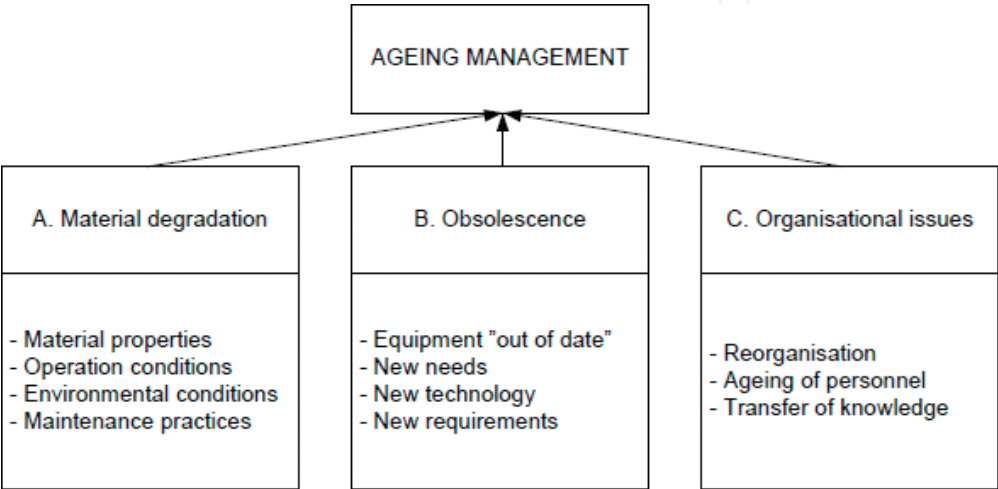 AGEING MANAGEMENT
A. Material degradation
- Material properties
- Operation conditions
- Environmental conditions
- Maintenance practices
B. Obsolescence
- Equipment ”out of date”
- New needs
- New technology
- New requirements
C. Organisational issues
- Reorganisation
- Ageing of personnel
- Transfer of knowledge